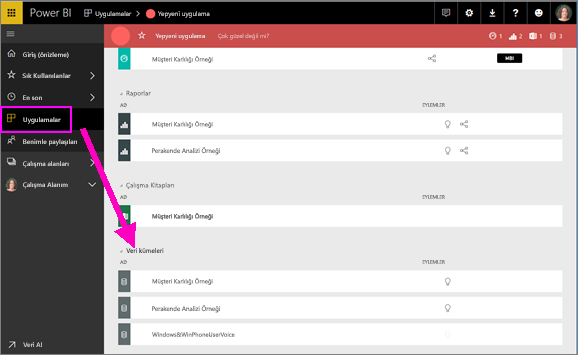 Power BI
Uygulamalar > Yepyeni uygulama
Yepyeni uygulama Çok güzel değil mi? 1 2 1 3
Giriş (önizleme)
Sık Kullanılanlar
En son
Uygulamalar
Benimle paylaşılan
Çalışma alanları
Çalışma Alanım
Veri Al
Müşteri Karlılığı Örneği MBI
Raporlar
AD EYLEMLER
Müşteri Karlılığı Örneği
Perakende Analizi Örneği
Çalışma Kitapları
AD EYLEMLER
Müşteri Karlılığı Örneği
Veri kümeleri
AD EYLEMLER
Müşteri Karlılığı Örneği
Perakende Analizi Örneği
Windows&WinPhoneUserVoice